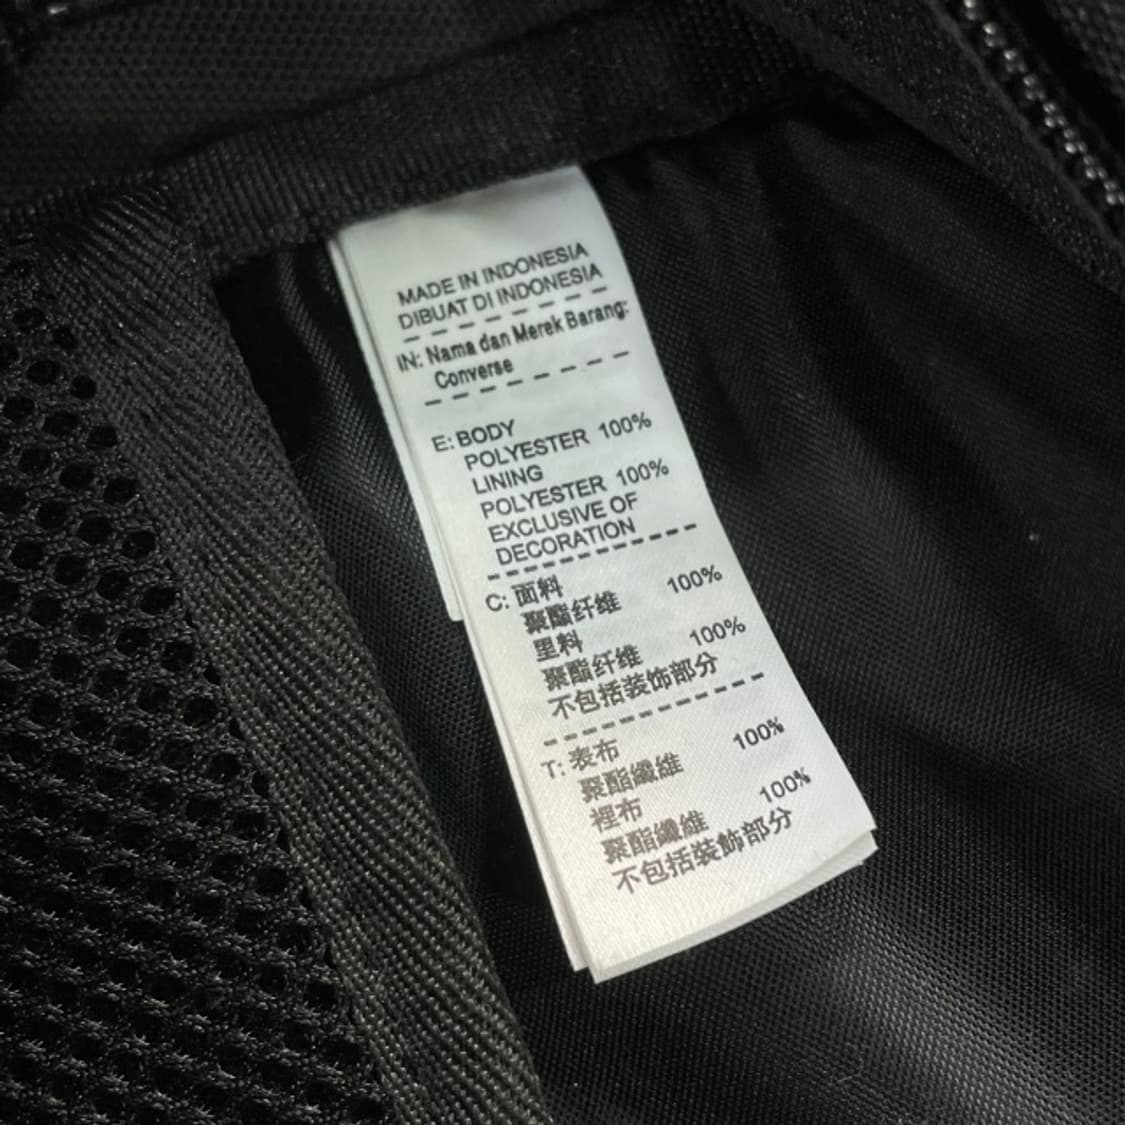 MADE IN INDONESIA
DIBUAT DI INDONESIA
IN: Nama dan Merek Barang:
Converse
E: BODY
POLYESTER 100%
LINING
POLYESTER 100%
EXCLUSIVE OF
DECORATION
C: 面料
聚酯纤维 100%
里料
聚酯纤维 100%
不包括装饰部分
T: 表布
聚酯纖維 100%
裡布
聚酯纖維 100%
不包括裝飾部分